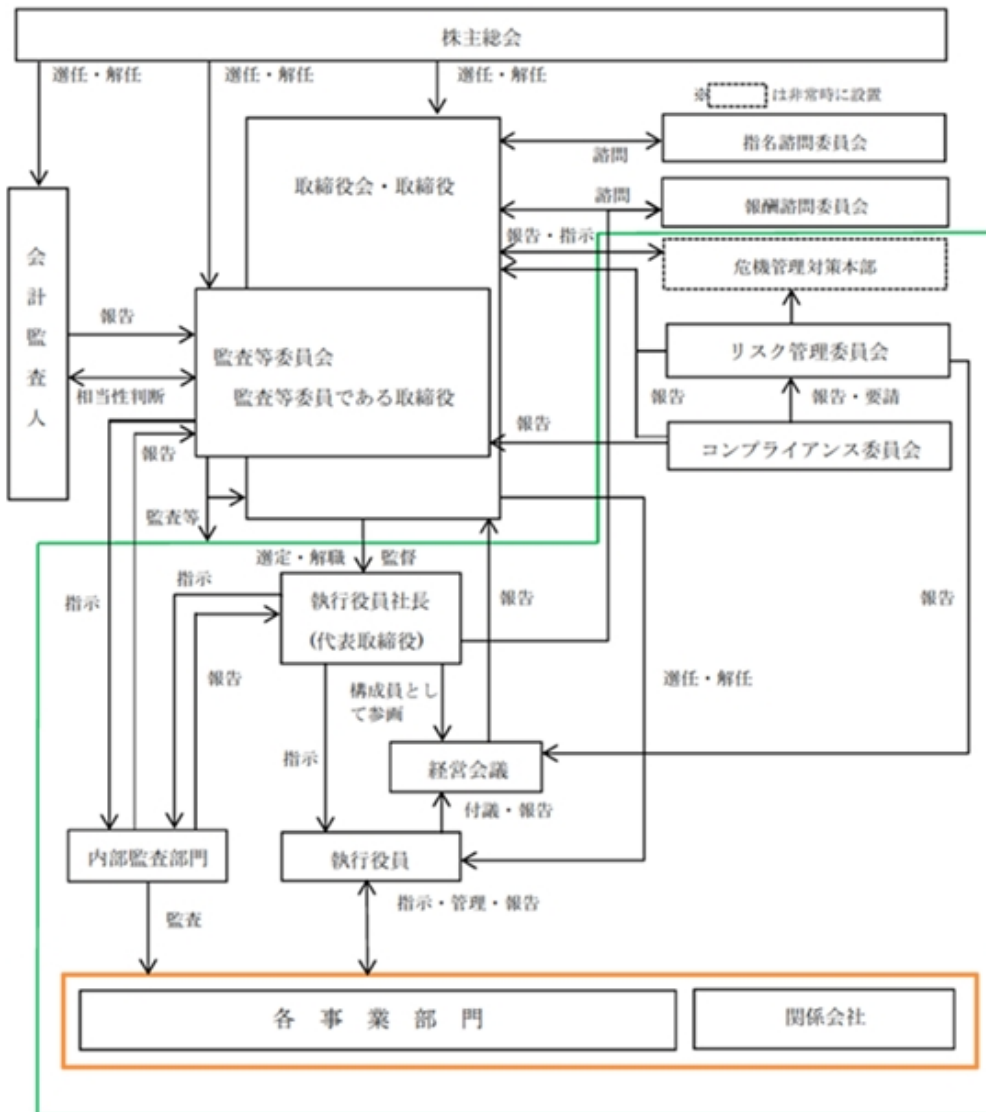 株主総会
選任・解任
選任・解任
選任・解任
※ は非常時に設置
指名諮問委員会
諮問
取締役会・取締役
諮問
報酬諮問委員会
報告・指示
危機管理対策本部
会計監査人
報告
監査等委員会
監査等委員である取締役
リスク管理委員会
相当性判断
報告
報告・要請
報告
報告
コンプライアンス委員会
監査等
選定・解職
監督
指示
指示
執行役員社長
(代表取締役)
報告
報告
報告
選任・解任
構成員とし
て参画
指示
経営会議
付議・報告
内部監査部門
執行役員
指示・管理・報告
監査
各事業部門
関係会社